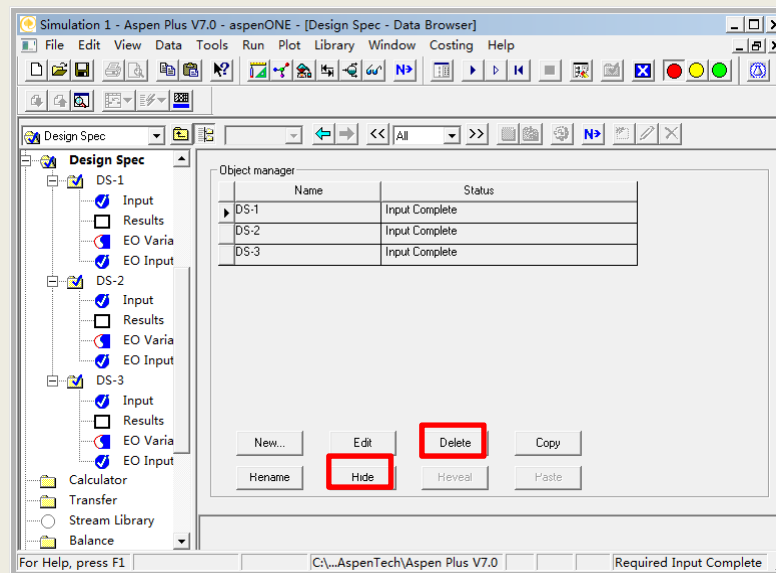 Simulation 1 - Aspen Plus V7.0 - aspenONE - [Design Spec - Data Browser]
File Edit View Data Tools Run Plot Library Window Costing Help
N>
Design Spec All N>
Design Spec
DS-1
Input
Results
EO Varia
EO Input
DS-2
Input
Results
EO Varia
EO Input
DS-3
Input
Results
EO Varia
EO Input
Calculator
Transfer
Stream Library
Balance
Object manager
Name Status
DS-1 Input Complete
DS-2 Input Complete
DS-3 Input Complete
New... Edit Delete Copy
Rename Hide Reveal Paste
For Help, press F1 C:\...AspenTech\Aspen Plus V7.0 Required Input Complete